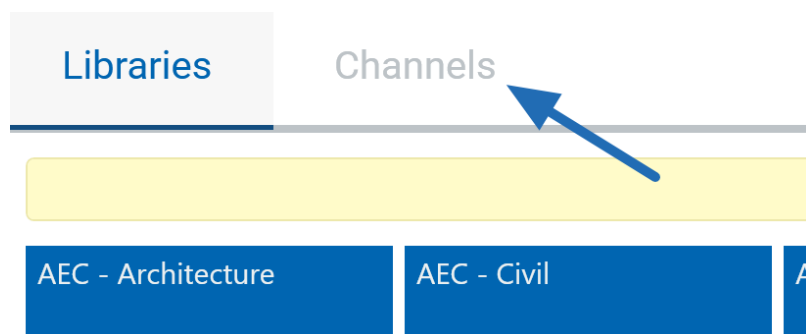 Libraries
Channels
AEC - Architecture
AEC - Civil
A